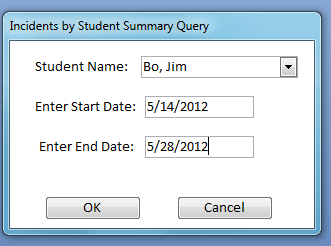 Incidents by Student Summary Query
Student Name: Bo, Jim
Enter Start Date: 5/14/2012
Enter End Date: 5/28/2012
OK Cancel